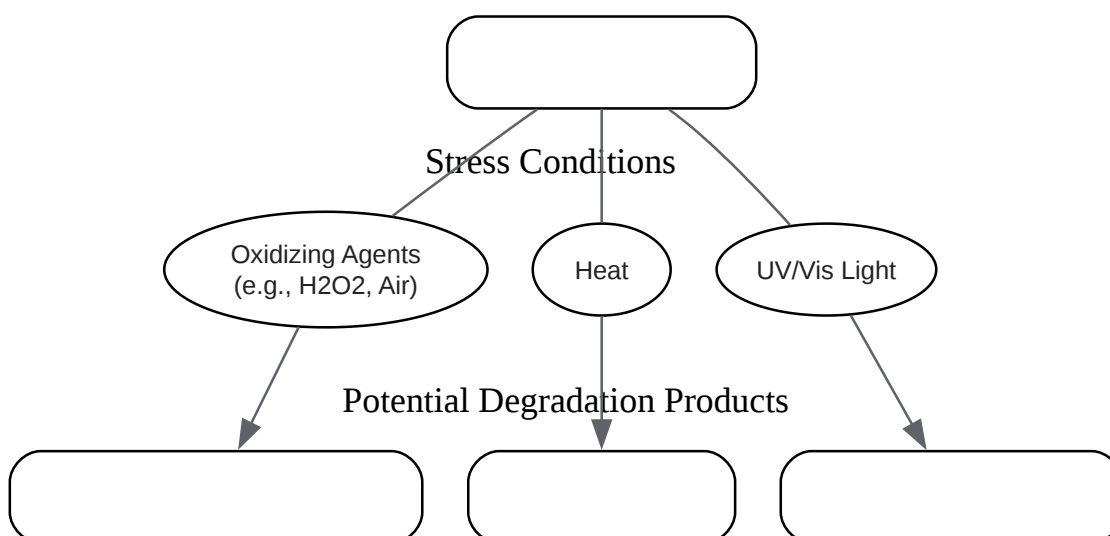 Stress Conditions
Oxidizing Agents
(e.g., H2O2, Air)
Heat
UV/Vis Light
Potential Degradation Products